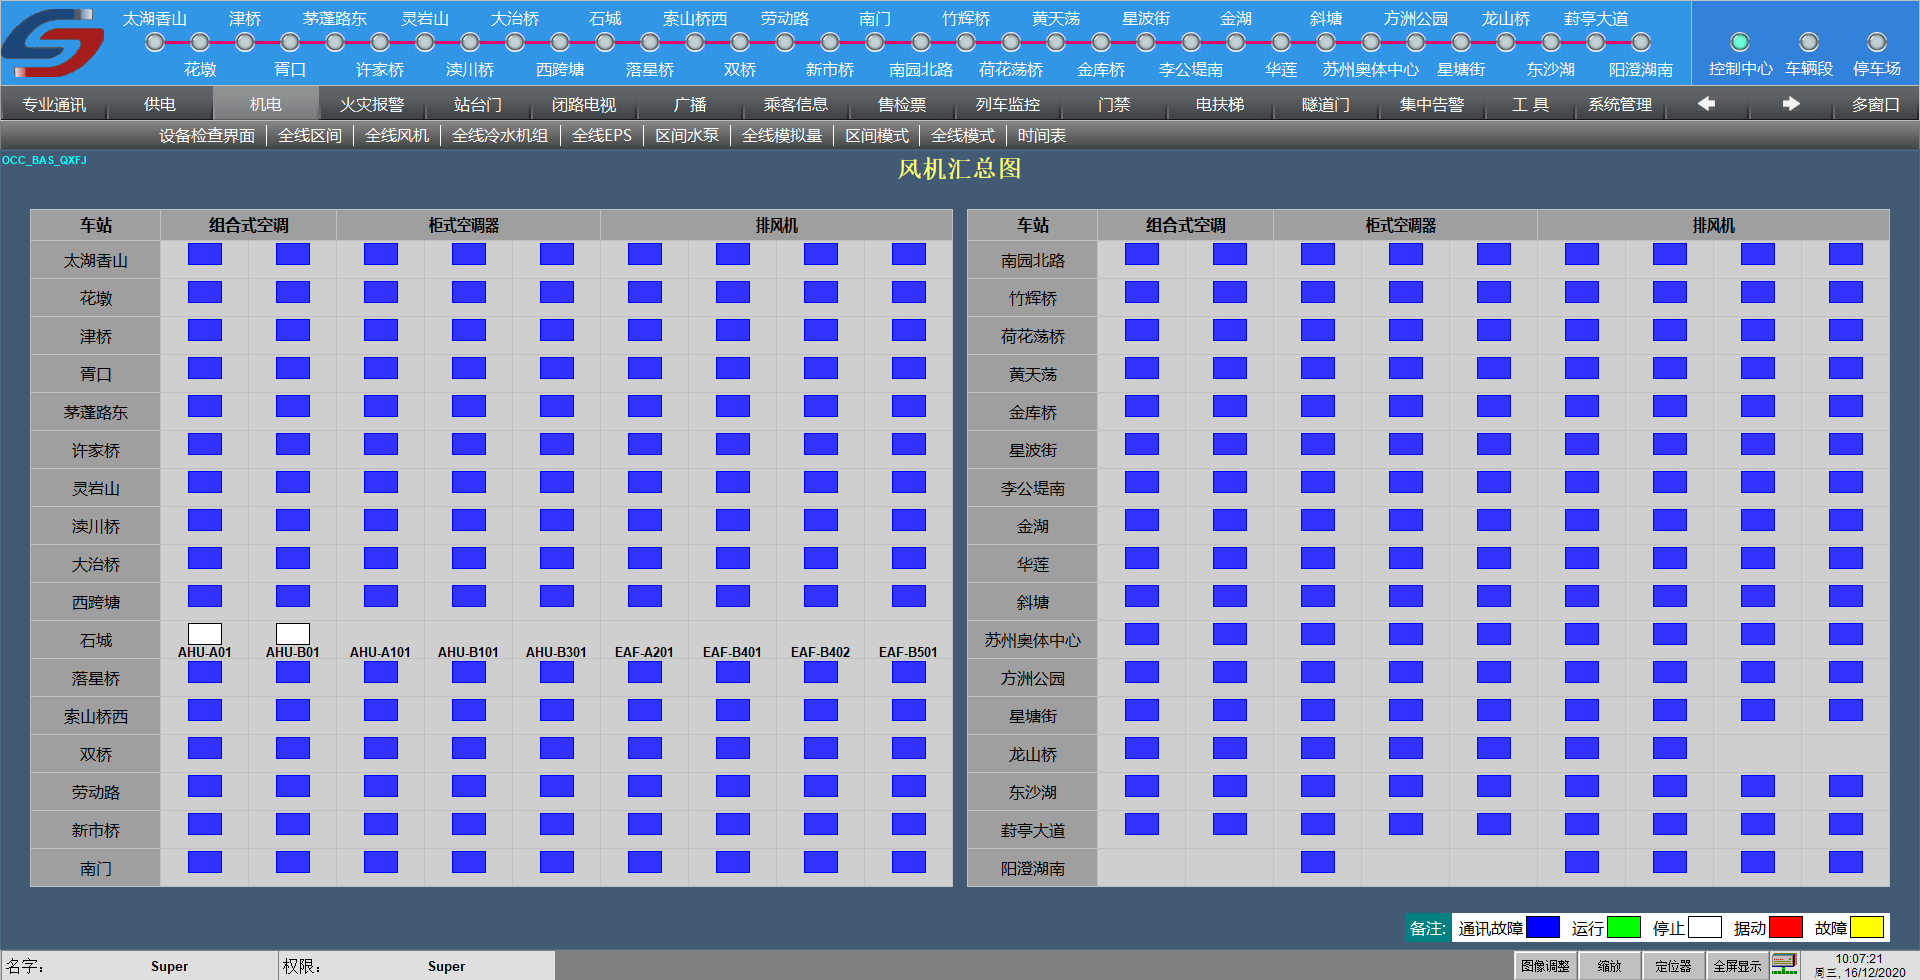 太湖香山 津桥 茅蓬路东 灵岩山 大治桥 石城 索山桥西 劳动路 南门 竹辉桥 黄天荡 星波街 金湖 斜塘 方洲公园 龙山桥 葑亭大道
花墩 胥口 许家桥 渎川桥 西跨塘 落星桥 双桥 新市桥 南园北路 荷花荡桥 金库桥 李公堤南 华莲 苏州奥体中心 星塘街 东沙湖 阳澄湖南 控制中心 车辆段 停车场
专业通讯 供电 机电 火灾报警 站台门 闭路电视 广播 乘客信息 售检票 列车监控 门禁 电扶梯 隧道门 集中告警 工 具 系统管理 多窗口
设备检查界面 全线区间 全线风机 全线冷水机组 全线EPS 区间水泵 全线模拟量 区间模式 全线模式 时间表
OCC_BAS_QXFJ
风机汇总图
车站 组合式空调 柜式空调器 排风机
太湖香山
花墩
津桥
胥口
茅蓬路东
许家桥
灵岩山
渎川桥
大治桥
西跨塘
石城
AHU-A01 AHU-B01 AHU-A101 AHU-B101 AHU-B301 EAF-A201 EAF-B401 EAF-B402 EAF-B501
落星桥
索山桥西
双桥
劳动路
新市桥
南门
车站 组合式空调 柜式空调器 排风机
南园北路
竹辉桥
荷花荡桥
黄天荡
金库桥
星波街
李公堤南
金湖
华莲
斜塘
苏州奥体中心
方洲公园
星塘街
龙山桥
东沙湖
葑亭大道
阳澄湖南
备注: 通讯故障 运行 停止 据动 故障
名字: Super 权限: Super 图像调整 缩放 定位器 全屏显示 10:07:21
周三, 16/12/2020